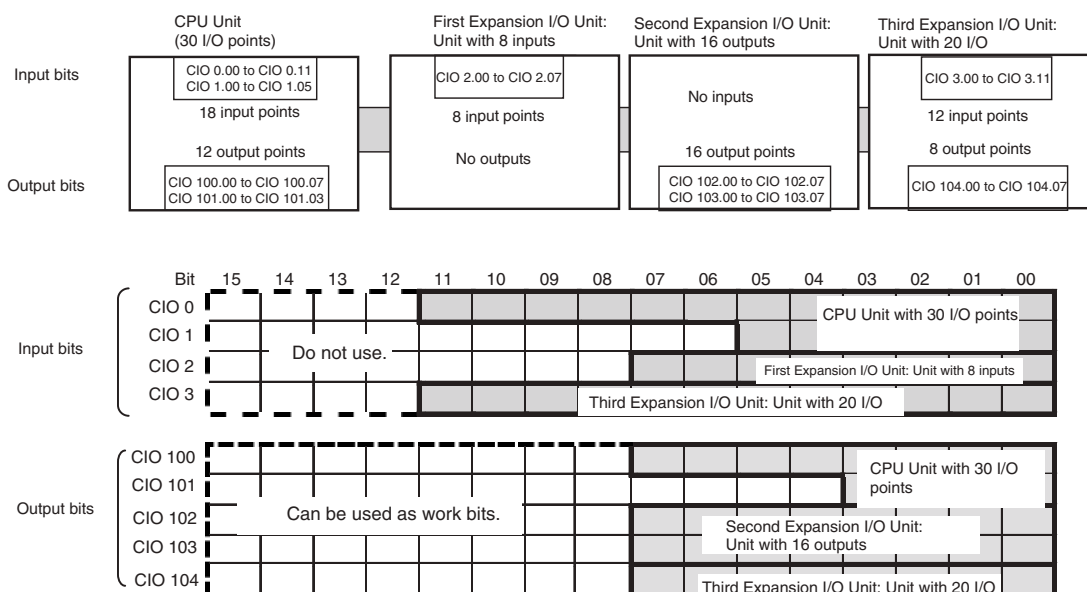 CPU Unit
(30 I/O points)
First Expansion I/O Unit:
Unit with 8 inputs
Second Expansion I/O Unit:
Unit with 16 outputs
Third Expansion I/O Unit:
Unit with 20 I/O
Input bits
CIO 0.00 to CIO 0.11
CIO 1.00 to CIO 1.05
18 input points
12 output points
CIO 2.00 to CIO 2.07
8 input points
No outputs
No inputs
16 output points
CIO 3.00 to CIO 3.11
12 input points
8 output points
Output bits
CIO 100.00 to CIO 100.07
CIO 101.00 to CIO 101.03
CIO 102.00 to CIO 102.07
CIO 103.00 to CIO 103.07
CIO 104.00 to CIO 104.07
Bit 15 14 13 12 11 10 09 08 07 06 05 04 03 02 01 00
Input bits
CIO 0
CIO 1
CIO 2
CIO 3
Do not use.
CPU Unit with 30 I/O points
First Expansion I/O Unit: Unit with 8 inputs
Third Expansion I/O Unit: Unit with 20 I/O
Output bits
CIO 100
CIO 101
CIO 102
CIO 103
CIO 104
Can be used as work bits.
CPU Unit with 30 I/O
points
Second Expansion I/O Unit:
Unit with 16 outputs
Third Expansion I/O Unit: Unit with 20 I/O